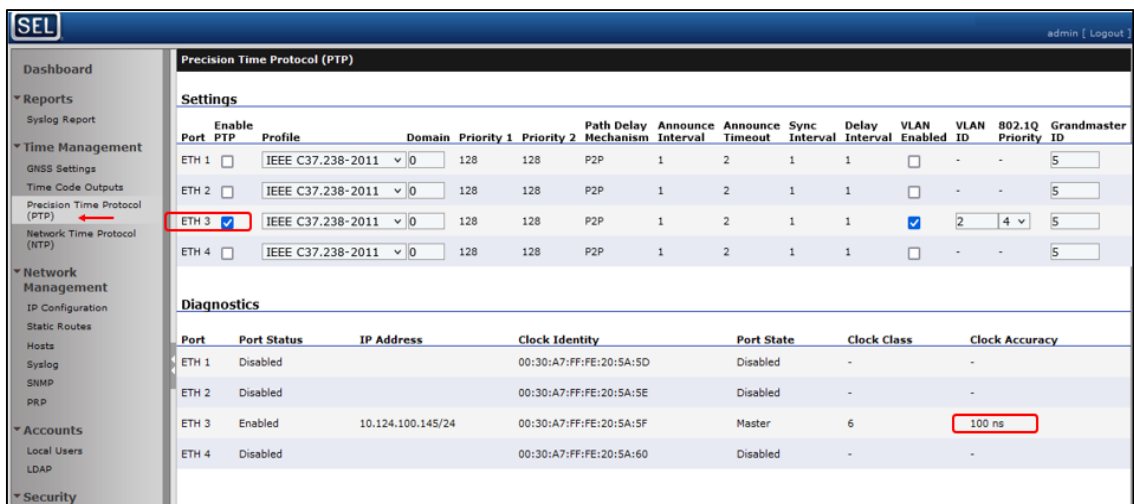 SEL
admin [ Logout ]
Dashboard
Reports
Syslog Report
Time Management
GNSS Settings
Time Code Outputs
Precision Time Protocol
(PTP)
Network Time Protocol
(NTP)
Network
Management
IP Configuration
Static Routes
Hosts
Syslog
SNMP
PRP
Accounts
Local Users
LDAP
Security
Precision Time Protocol (PTP)
Settings
Port Enable PTP Profile Domain Priority 1 Priority 2 Path Delay Mechanism Announce Interval Announce Timeout Sync Interval Delay Interval VLAN Enabled VLAN ID 802.1Q Priority Grandmaster ID
ETH 1 IEEE C37.238-2011 0 128 128 P2P 1 2 1 1 - - 5
ETH 2 IEEE C37.238-2011 0 128 128 P2P 1 2 1 1 - - 5
ETH 3 IEEE C37.238-2011 0 128 128 P2P 1 2 1 1 2 4 5
ETH 4 IEEE C37.238-2011 0 128 128 P2P 1 2 1 1 - - 5
Diagnostics
Port Port Status IP Address Clock Identity Port State Clock Class Clock Accuracy
ETH 1 Disabled 00:30:A7:FF:FE:20:5A:5D Disabled - -
ETH 2 Disabled 00:30:A7:FF:FE:20:5A:5E Disabled - -
ETH 3 Enabled 10.124.100.145/24 00:30:A7:FF:FE:20:5A:5F Master 6 100 ns
ETH 4 Disabled 00:30:A7:FF:FE:20:5A:60 Disabled - -